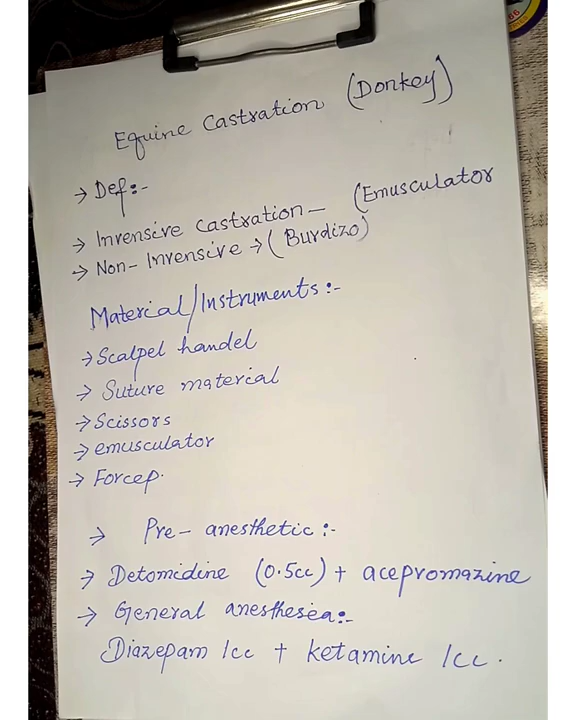 Equine Castration (Donkey)
→ Def:-
→ Invensive Castration – (Emusculator
→ Non-Invensive → (Burdizo)
Material/Instruments:-
→ Scalpel handel
→ Suture material
→ Scissors
→ emusculator
→ Forcep.
→ Pre-anesthetic:-
→ Detomidine (0.5cc) + acepromazine
→ General anesthesea:-
Diazepam 1cc + ketamine 1cc.